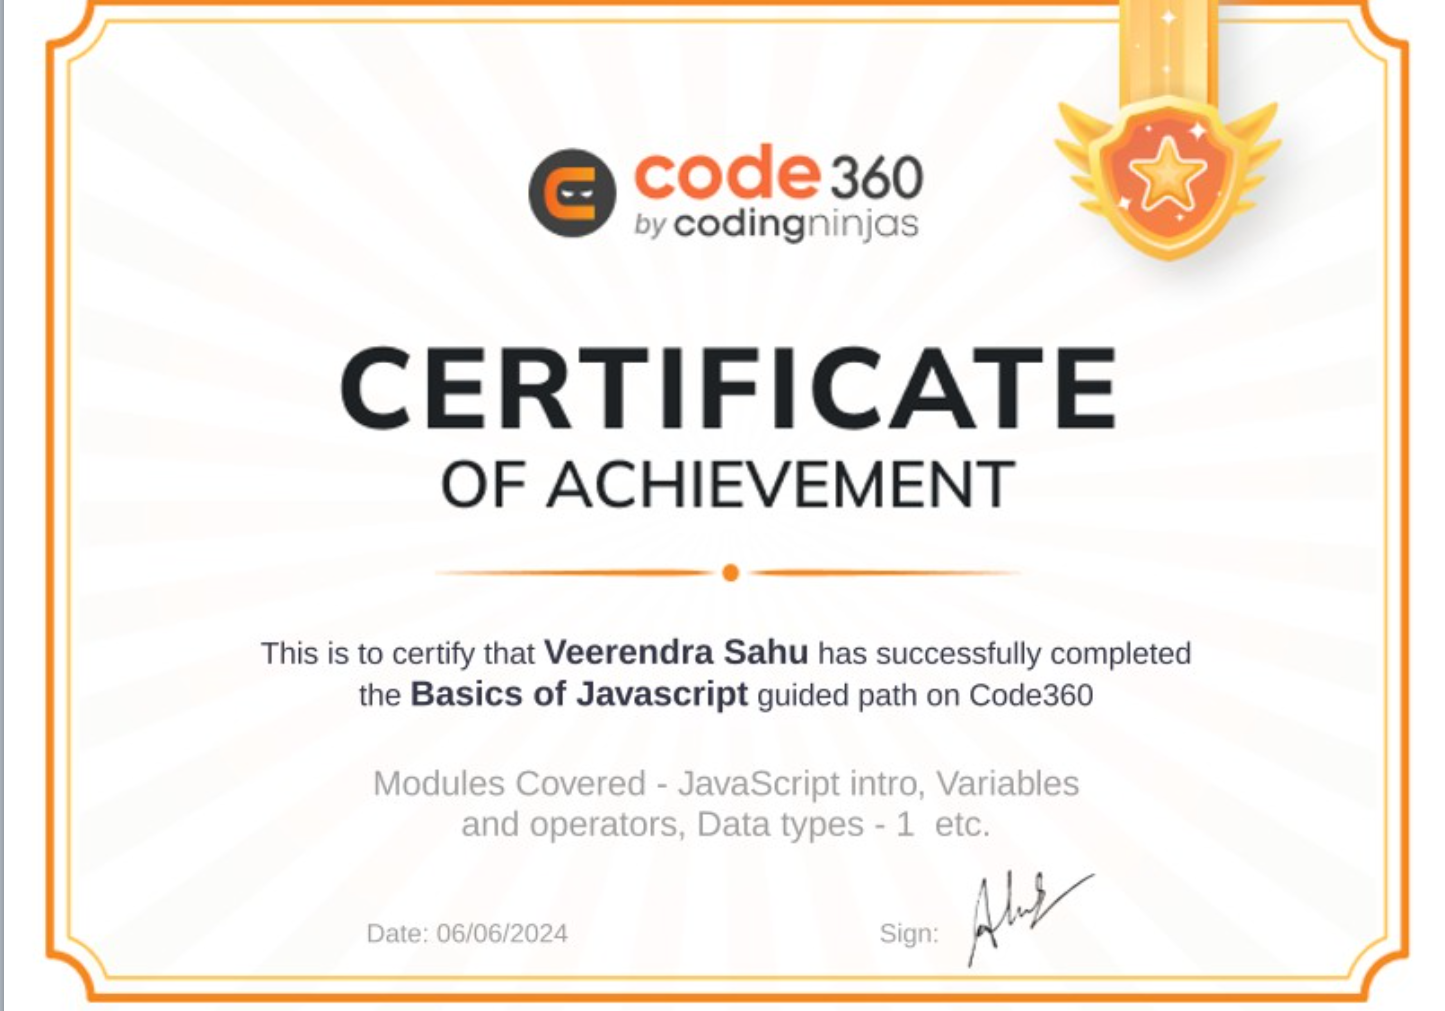 code 360
by codingninjas
CERTIFICATE
OF ACHIEVEMENT
This is to certify that Veerendra Sahu has successfully completed
the Basics of Javascript guided path on Code360
Modules Covered - JavaScript intro, Variables
and operators, Data types - 1  etc.
Date: 06/06/2024
Sign: